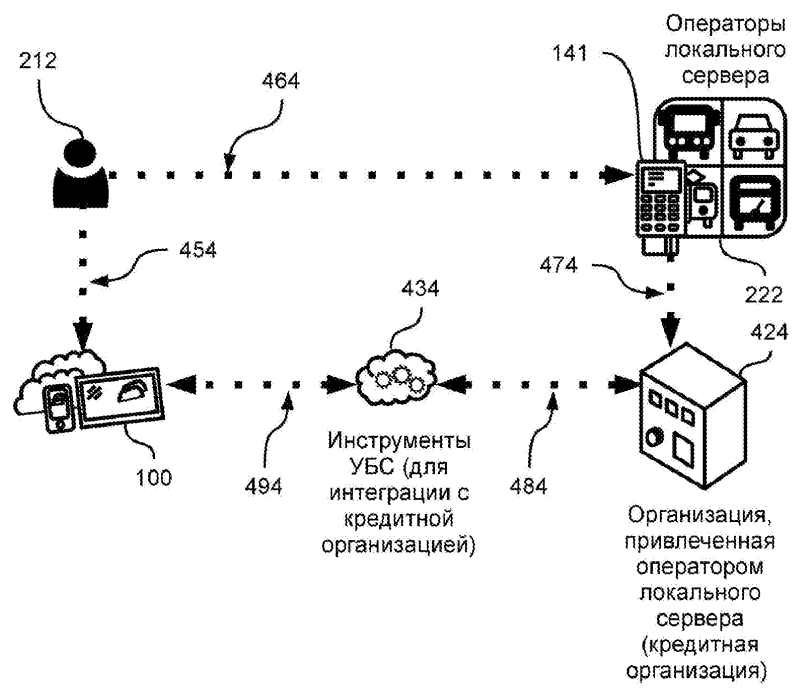 Операторы
локального
сервера
212
464
141
454
474
222
434
424
100
494
484
Инструменты
УБС (для
интеграции с
кредитной
организацией)
Организация,
привлеченная
оператором
локального
сервера
(кредитная
организация)